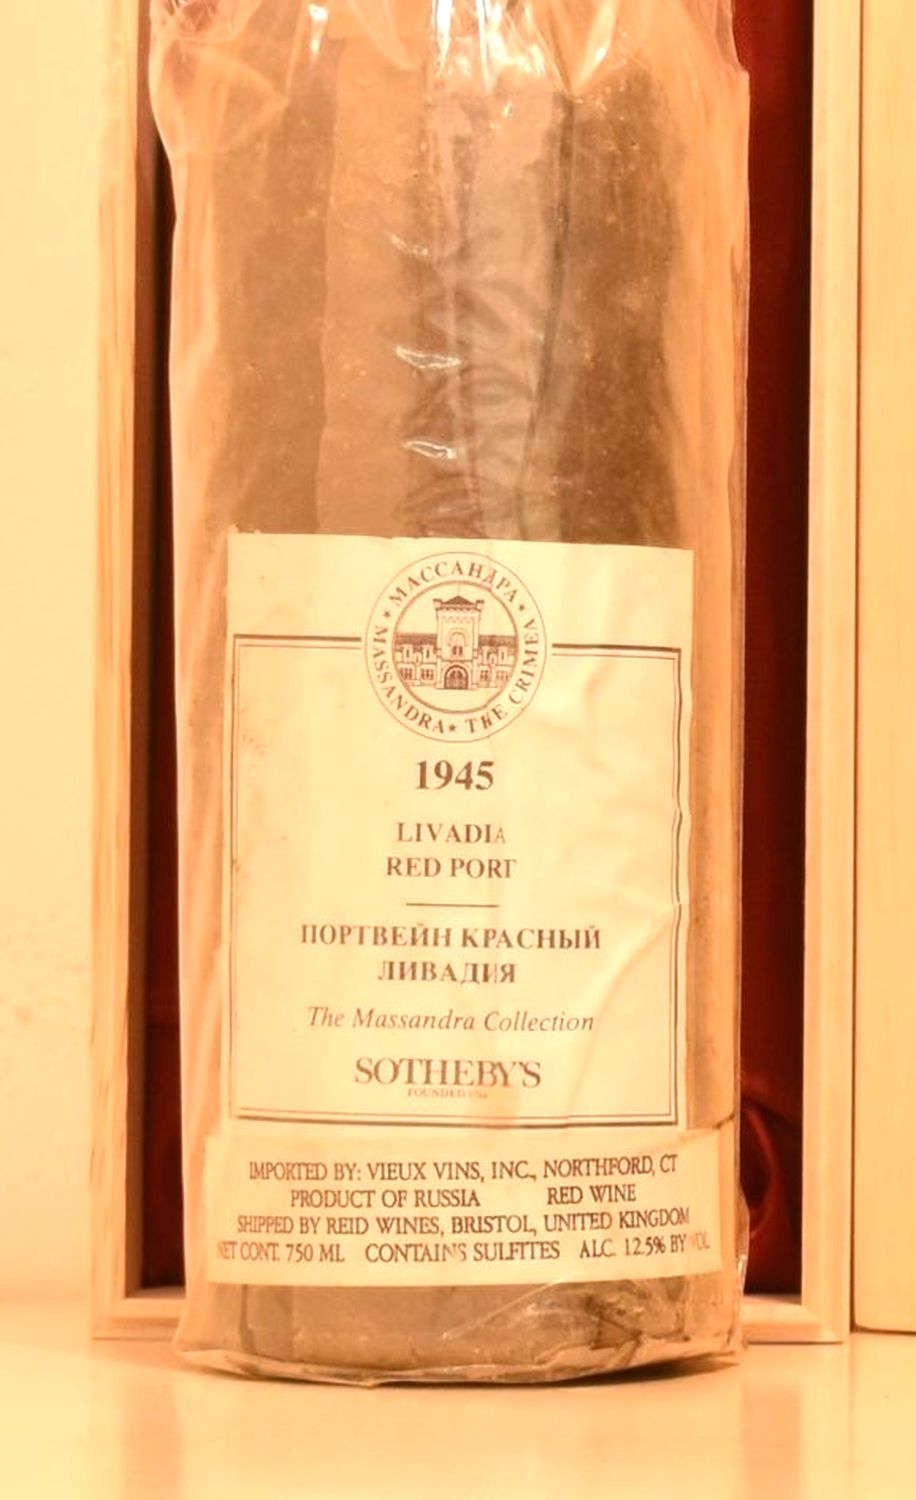 МАССАНДРА
MASSANDRA ★ THE CRIMEA
1945
LIVADIA
RED PORT
ПОРТВЕЙН КРАСНЫЙ
ЛИВАДИЯ
The Massandra Collection
SOTHEBY'S
FOUNDED
IMPORTED BY: VIEUX VINS, INC., NORTHFORD, CT
PRODUCT OF RUSSIA RED WINE
SHIPPED BY REID WINES, BRISTOL, UNITED KINGDOM
NET CONT. 750 ML CONTAINS SULFITES ALC. 12.5% BY VOL